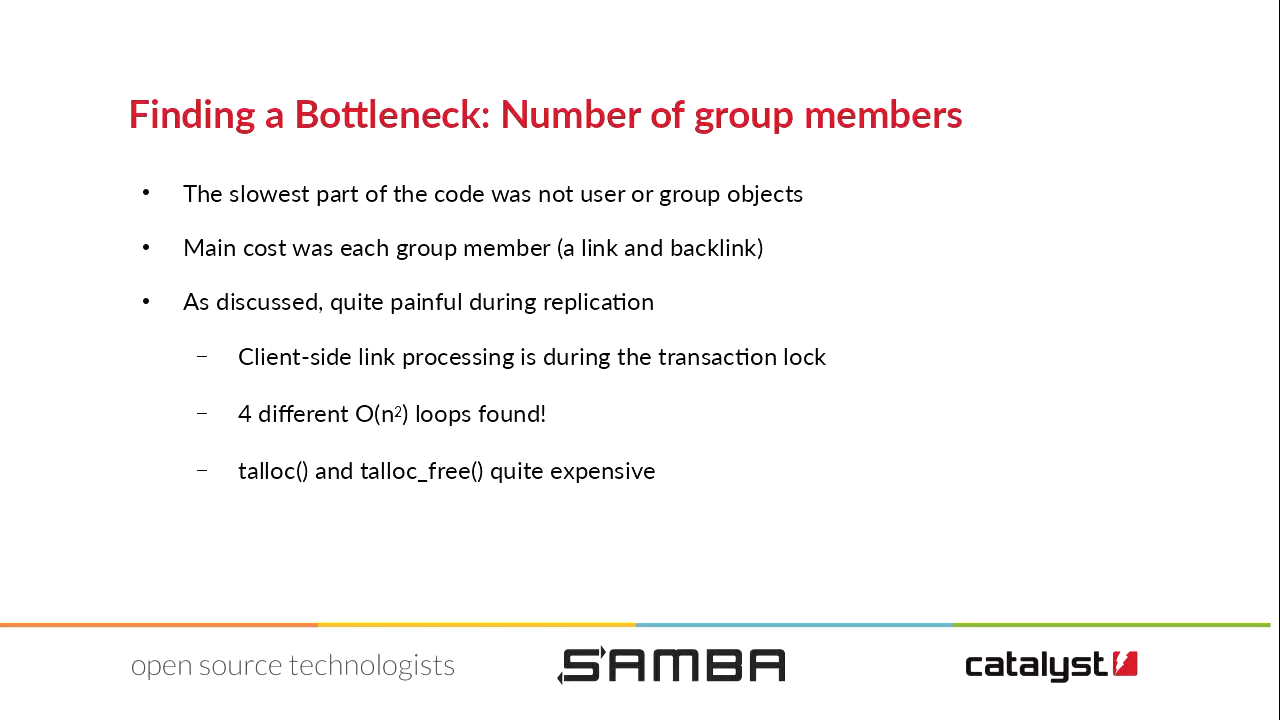 Finding a Bottleneck: Number of group members
• The slowest part of the code was not user or group objects
• Main cost was each group member (a link and backlink)
• As discussed, quite painful during replication
– Client-side link processing is during the transaction lock
– 4 different O(n²) loops found!
– talloc() and talloc_free() quite expensive
open source technologists
SAMBA
catalyst